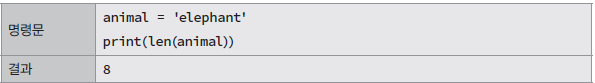 명령문
animal = 'elephant'
print(len(animal))
결과
8